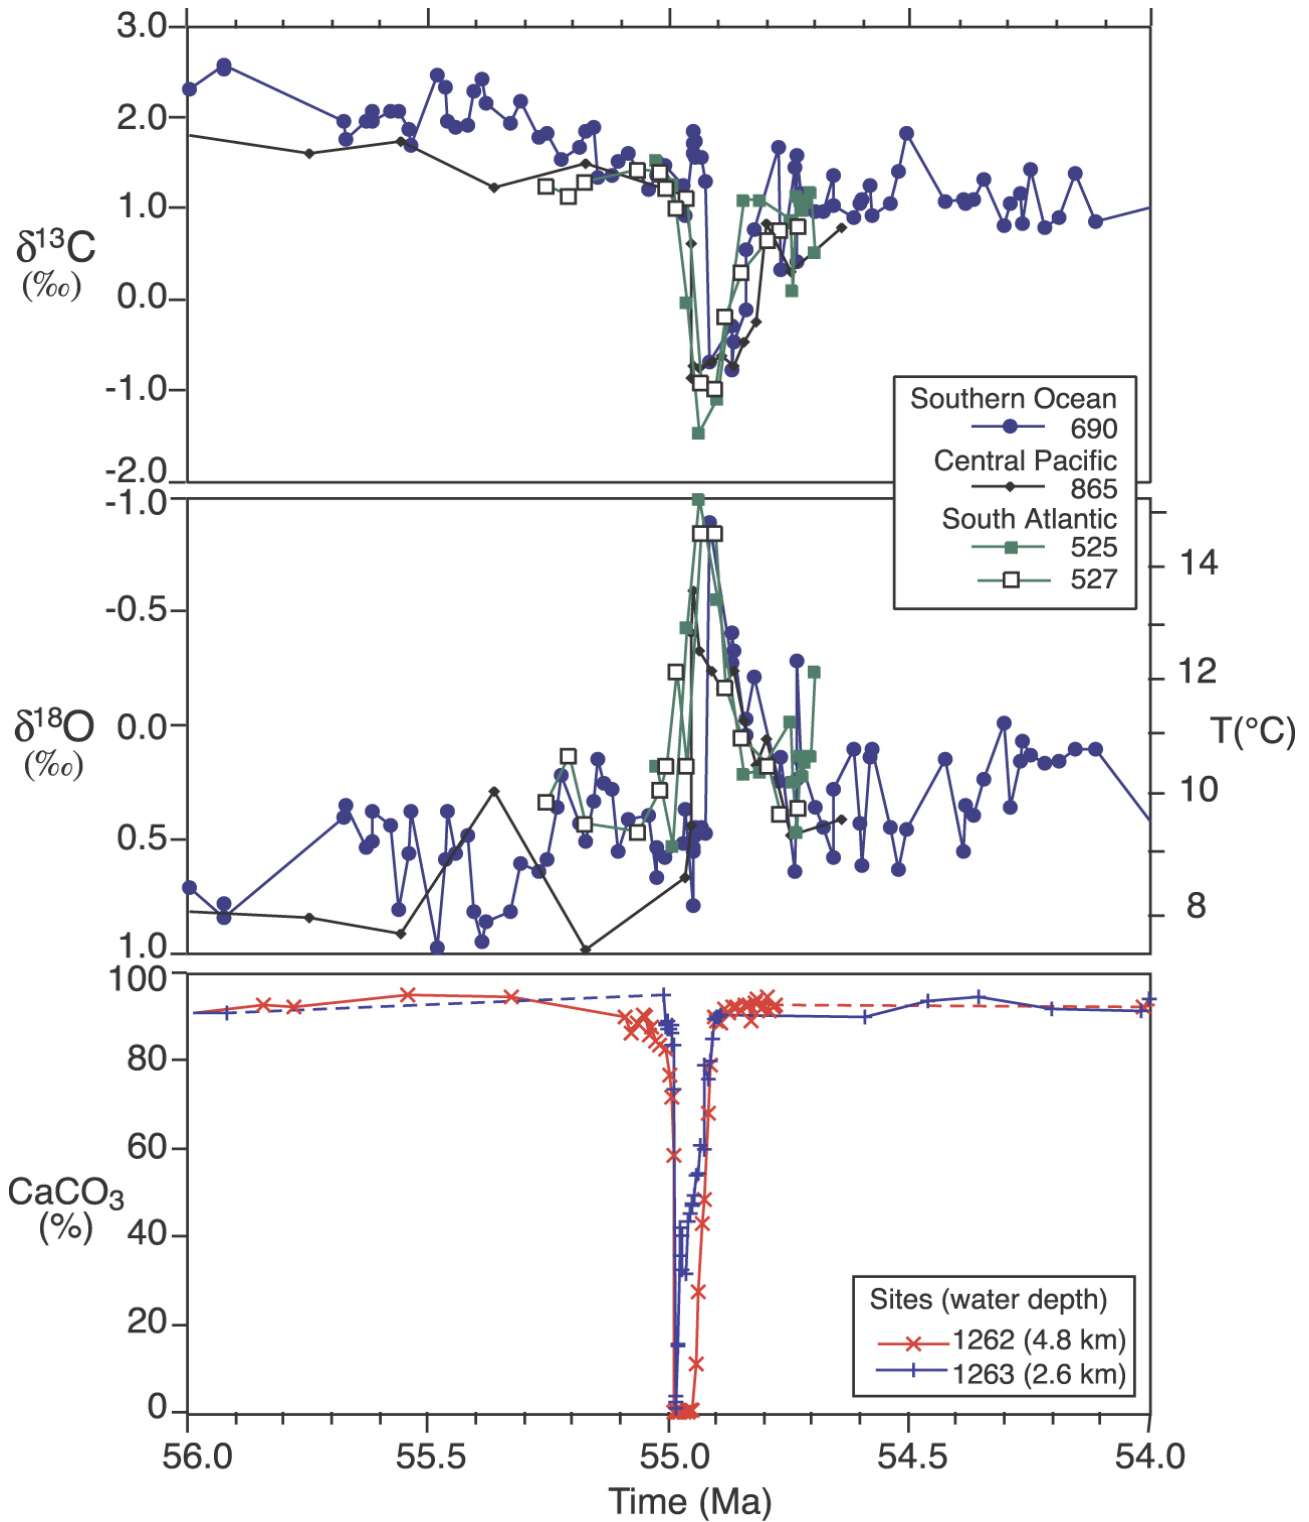 3.0
2.0
1.0
0.0
-1.0
-2.0
δ¹³C
(‰)
Southern Ocean
690
Central Pacific
865
South Atlantic
525
527
-1.0
-0.5
0.0
0.5
1.0
δ¹⁸O
(‰)
14
12
10
8
T(°C)
100
80
60
40
20
0
CaCO₃
(%)
Sites (water depth)
1262 (4.8 km)
1263 (2.6 km)
56.0 55.5 55.0 54.5 54.0
Time (Ma)